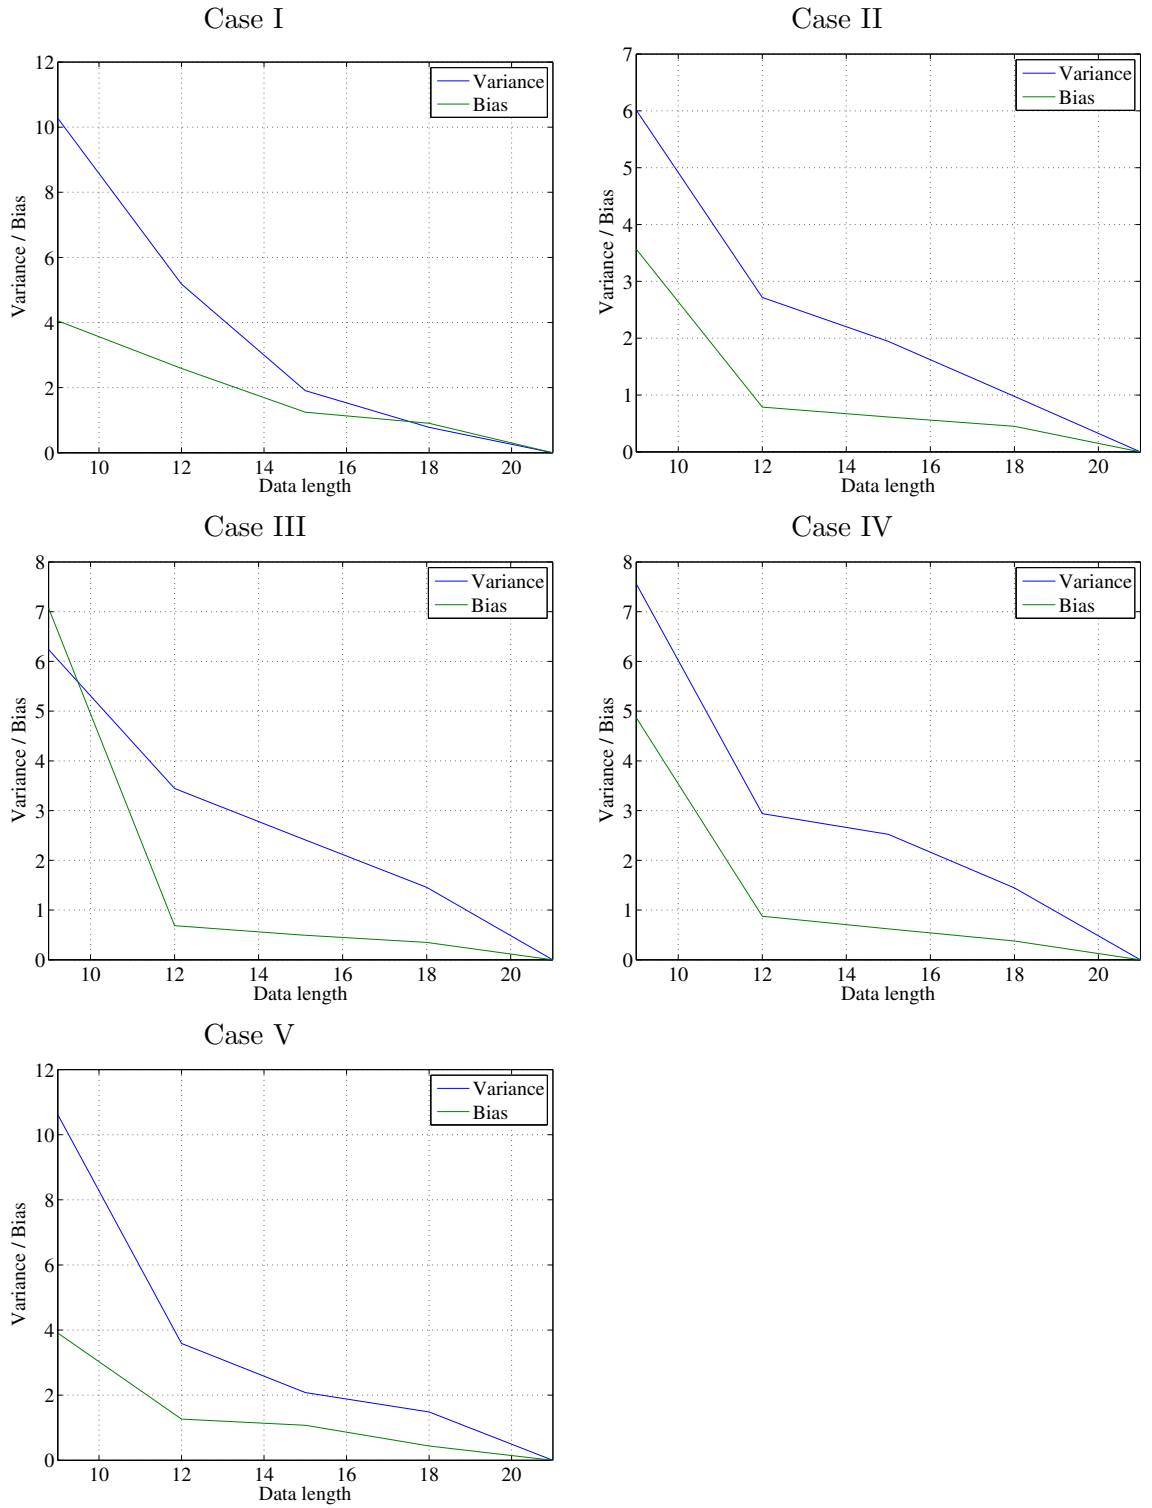 Case I
12
10
8
6
4
2
0
Variance / Bias
Variance
Bias
10 12 14 16 18 20
Data length
Case II
7
6
5
4
3
2
1
0
Variance / Bias
Variance
Bias
10 12 14 16 18 20
Data length
Case III
8
7
6
5
4
3
2
1
0
Variance / Bias
Variance
Bias
10 12 14 16 18 20
Data length
Case IV
8
7
6
5
4
3
2
1
0
Variance / Bias
Variance
Bias
10 12 14 16 18 20
Data length
Case V
12
10
8
6
4
2
0
Variance / Bias
Variance
Bias
10 12 14 16 18 20
Data length